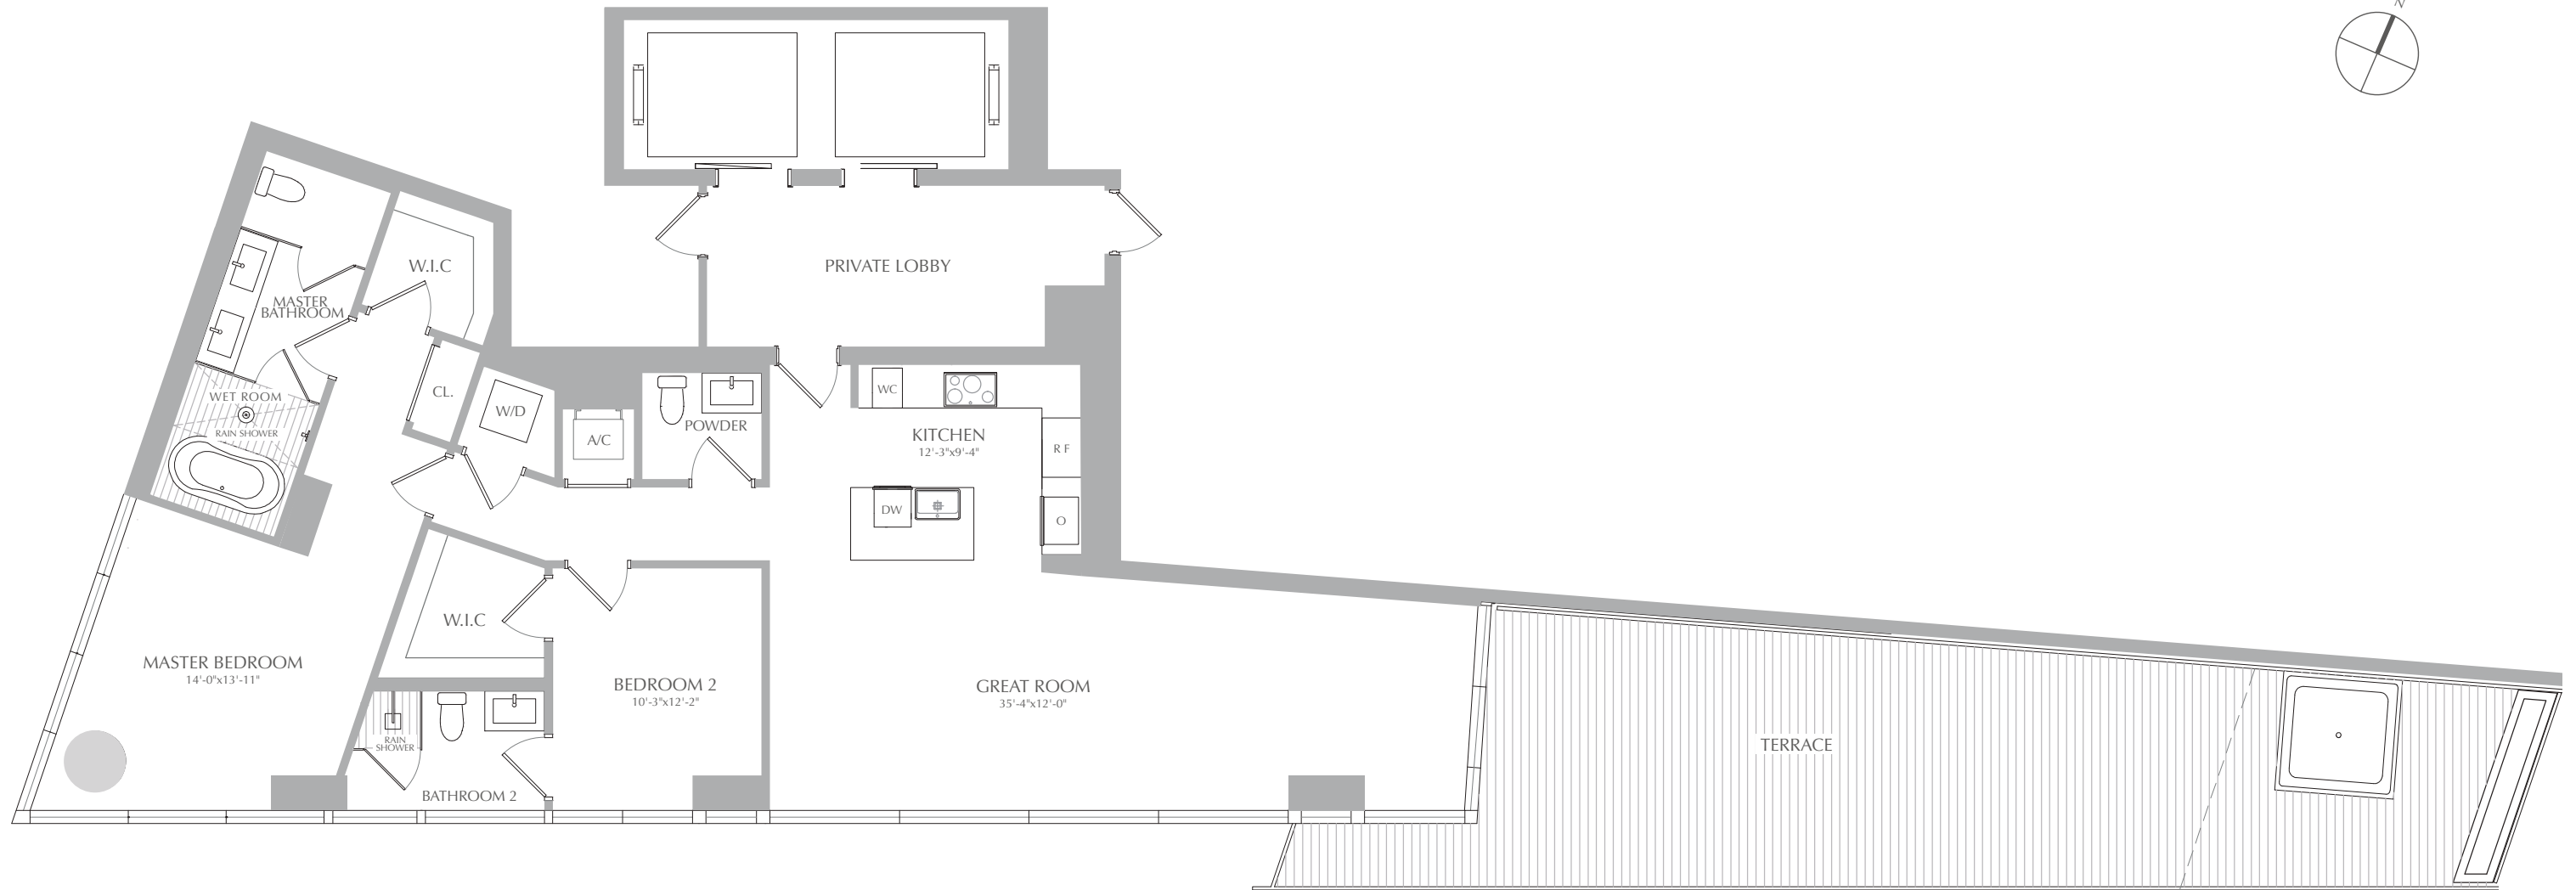 N
W.I.C
PRIVATE LOBBY
MASTER
BATHROOM
CL.
WC
WET ROOM
W/D
RAIN SHOWER
A/C
POWDER
KITCHEN
12'-3"x9'-4"
R F
DW
O
W.I.C
MASTER BEDROOM
14'-0"x13'-11"
BEDROOM 2
10'-3"x12'-2"
GREAT ROOM
35'-4"x12'-0"
RAIN
SHOWER
TERRACE
BATHROOM 2